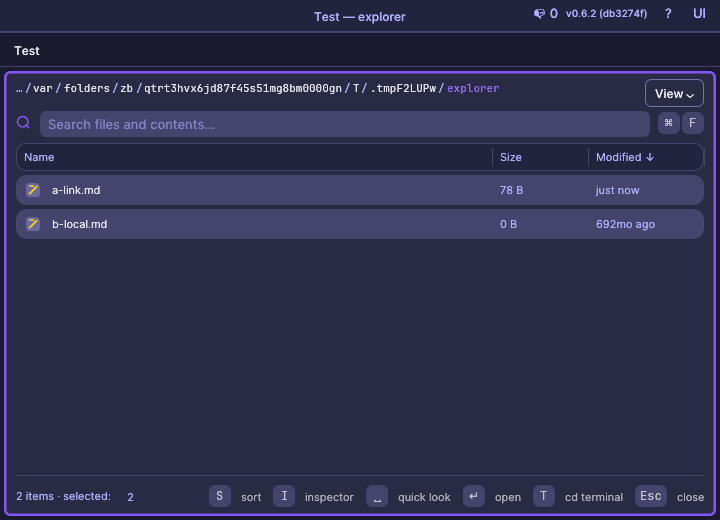 Test — explorer
0 v0.6.2 (db3274f) ? UI
Test
… / var / folders / zb / qtrt3hvx6jd87f45s51mg8bm0000gn / T / .tmpF2LUPw / explorer
View
Search files and contents...
⌘ F
Name Size Modified ↓
a-link.md 78 B just now
b-local.md 0 B 692mo ago
2 items · selected: 2
S sort I inspector ␣ quick look ↵ open T cd terminal Esc close